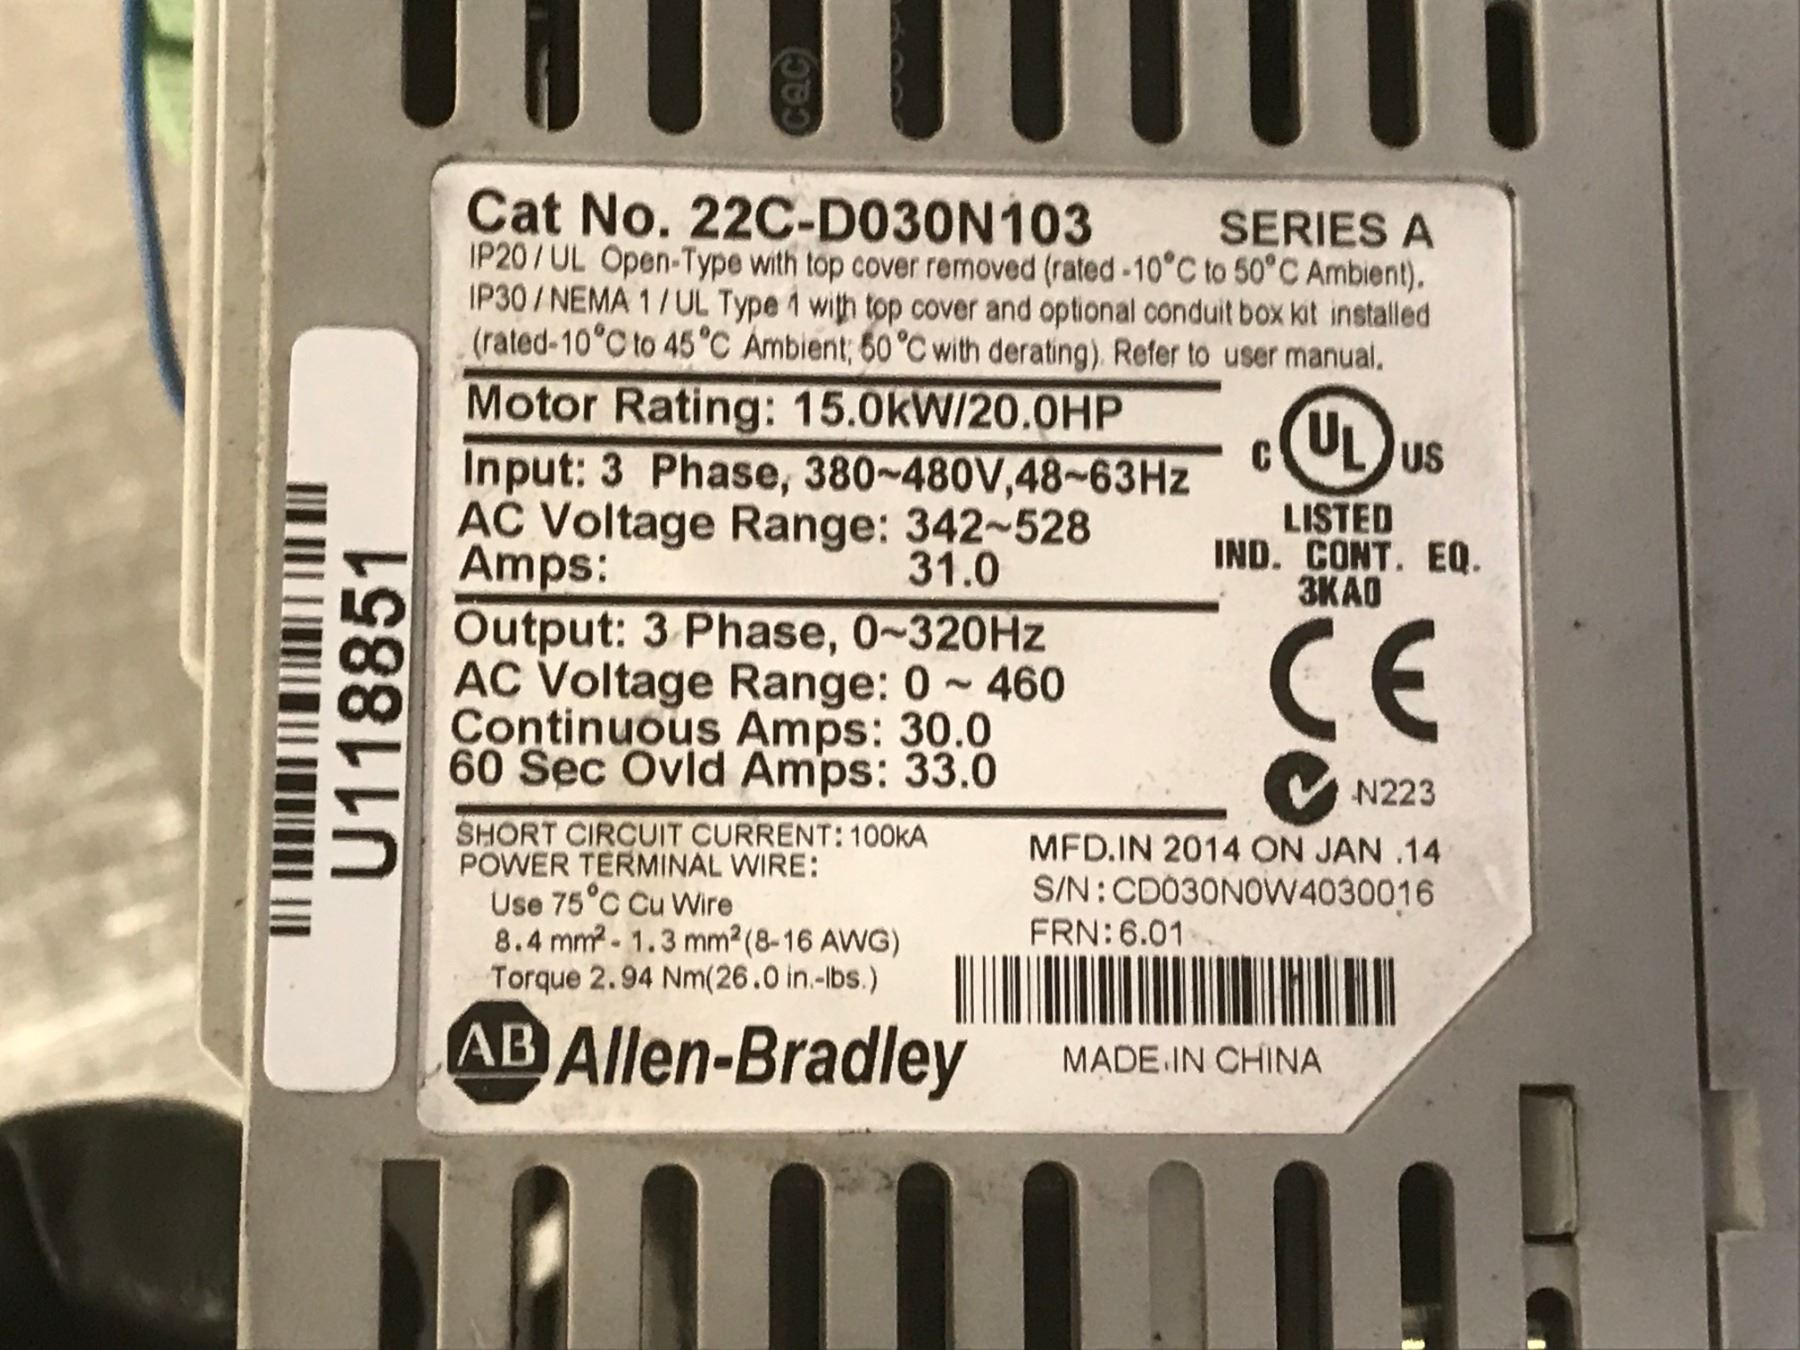 Cat No. 22C-D030N103 SERIES A
IP20 / UL Open-Type with top cover removed (rated -10°C to 50°C Ambient).
IP30 / NEMA 1 / UL Type 1 with top cover and optional conduit box kit installed
(rated-10°C to 45°C Ambient; 50°C with derating). Refer to user manual.
Motor Rating: 15.0kW/20.0HP
Input: 3 Phase, 380~480V,48~63Hz
AC Voltage Range: 342~528
Amps: 31.0
C UL US
LISTED
IND. CONT. EQ.
3KA0
Output: 3 Phase, 0~320Hz
AC Voltage Range: 0 ~ 460
Continuous Amps: 30.0
60 Sec Ovld Amps: 33.0
CE
N223
SHORT CIRCUIT CURRENT: 100kA
POWER TERMINAL WIRE:
Use 75°C Cu Wire
8.4 mm² - 1.3 mm² (8-16 AWG)
Torque 2.94 Nm(26.0 in.-lbs.)
MFD.IN 2014 ON JAN .14
S/N: CD030N0W4030016
FRN: 6.01
AB Allen-Bradley
MADE IN CHINA
U118851
CQC